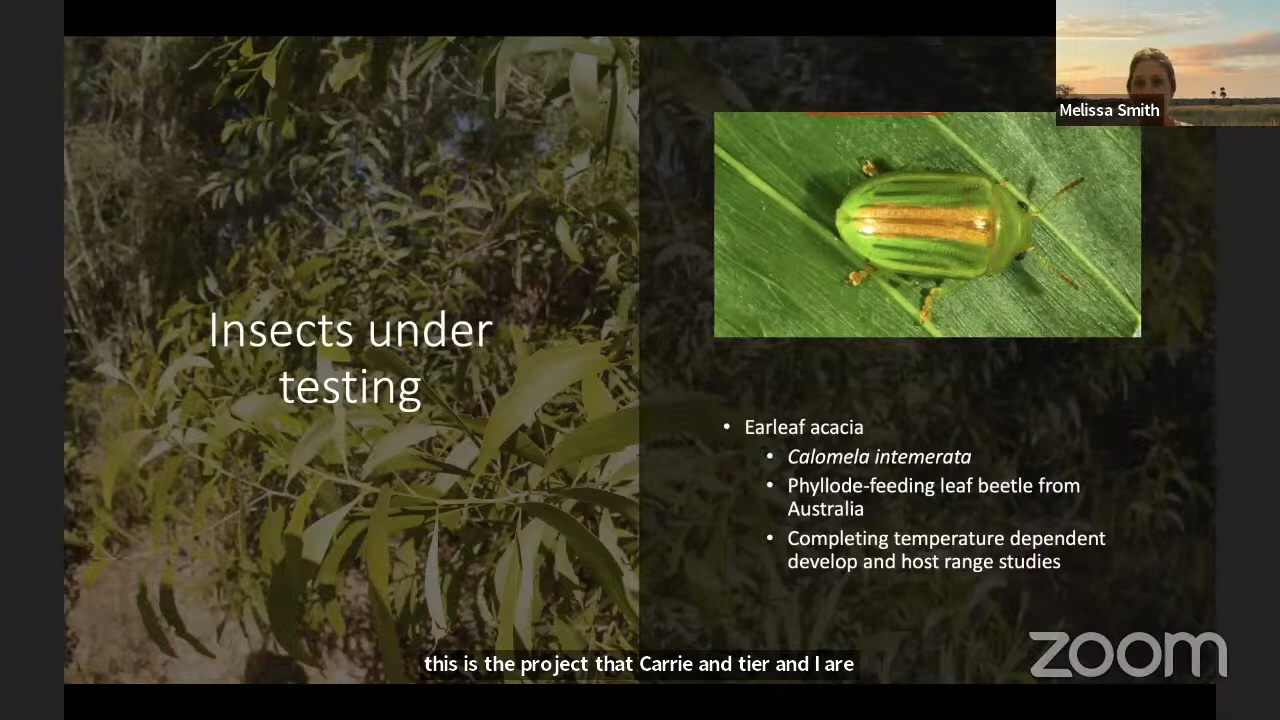 Melissa Smith
Insects under
testing
• Earleaf acacia
• Calomela intemerata
• Phyllode-feeding leaf beetle from
Australia
• Completing temperature dependent
develop and host range studies
this is the project that Carrie and tier and I are
zoom